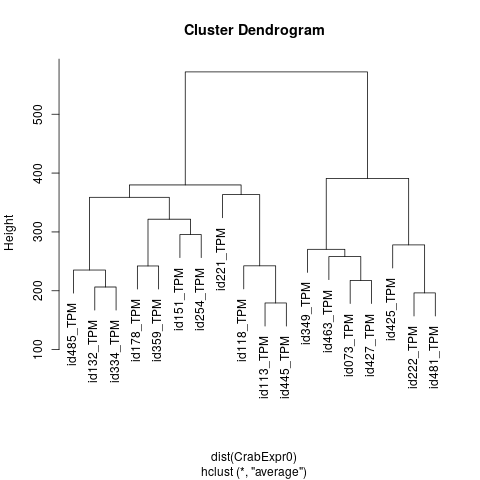 Cluster Dendrogram
Height
500
400
300
200
100
id485_TPM
id132_TPM
id334_TPM
id178_TPM
id359_TPM
id151_TPM
id254_TPM
id221_TPM
id118_TPM
id113_TPM
id445_TPM
id349_TPM
id463_TPM
id073_TPM
id427_TPM
id425_TPM
id222_TPM
id481_TPM
dist(CrabExpr0)
hclust (*, "average")